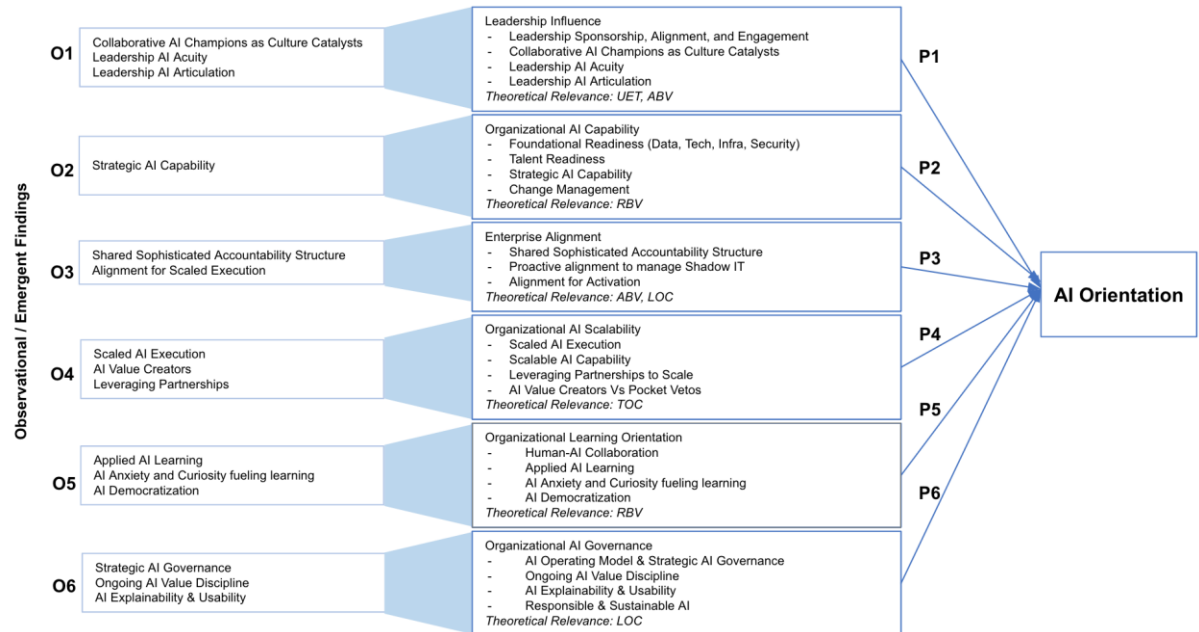 Observational / Emergent Findings
O1
Collaborative AI Champions as Culture Catalysts
Leadership AI Acuity
Leadership AI Articulation
Leadership Influence
- Leadership Sponsorship, Alignment, and Engagement
- Collaborative AI Champions as Culture Catalysts
- Leadership AI Acuity
- Leadership AI Articulation
Theoretical Relevance: UET, ABV
P1
O2
Strategic AI Capability
Organizational AI Capability
- Foundational Readiness (Data, Tech, Infra, Security)
- Talent Readiness
- Strategic AI Capability
- Change Management
Theoretical Relevance: RBV
P2
O3
Shared Sophisticated Accountability Structure
Alignment for Scaled Execution
Enterprise Alignment
- Shared Sophisticated Accountability Structure
- Proactive alignment to manage Shadow IT
- Alignment for Activation
Theoretical Relevance: ABV, LOC
P3
O4
Scaled AI Execution
AI Value Creators
Leveraging Partnerships
Organizational AI Scalability
- Scaled AI Execution
- Scalable AI Capability
- Leveraging Partnerships to Scale
- AI Value Creators Vs Pocket Vetos
Theoretical Relevance: TOC
P4
O5
Applied AI Learning
AI Anxiety and Curiosity fueling learning
AI Democratization
Organizational Learning Orientation
- Human-AI Collaboration
- Applied AI Learning
- AI Anxiety and Curiosity fueling learning
- AI Democratization
Theoretical Relevance: RBV
P5
O6
Strategic AI Governance
Ongoing AI Value Discipline
AI Explainability & Usability
Organizational AI Governance
- AI Operating Model & Strategic AI Governance
- Ongoing AI Value Discipline
- AI Explainability & Usability
- Responsible & Sustainable AI
Theoretical Relevance: LOC
P6
AI Orientation